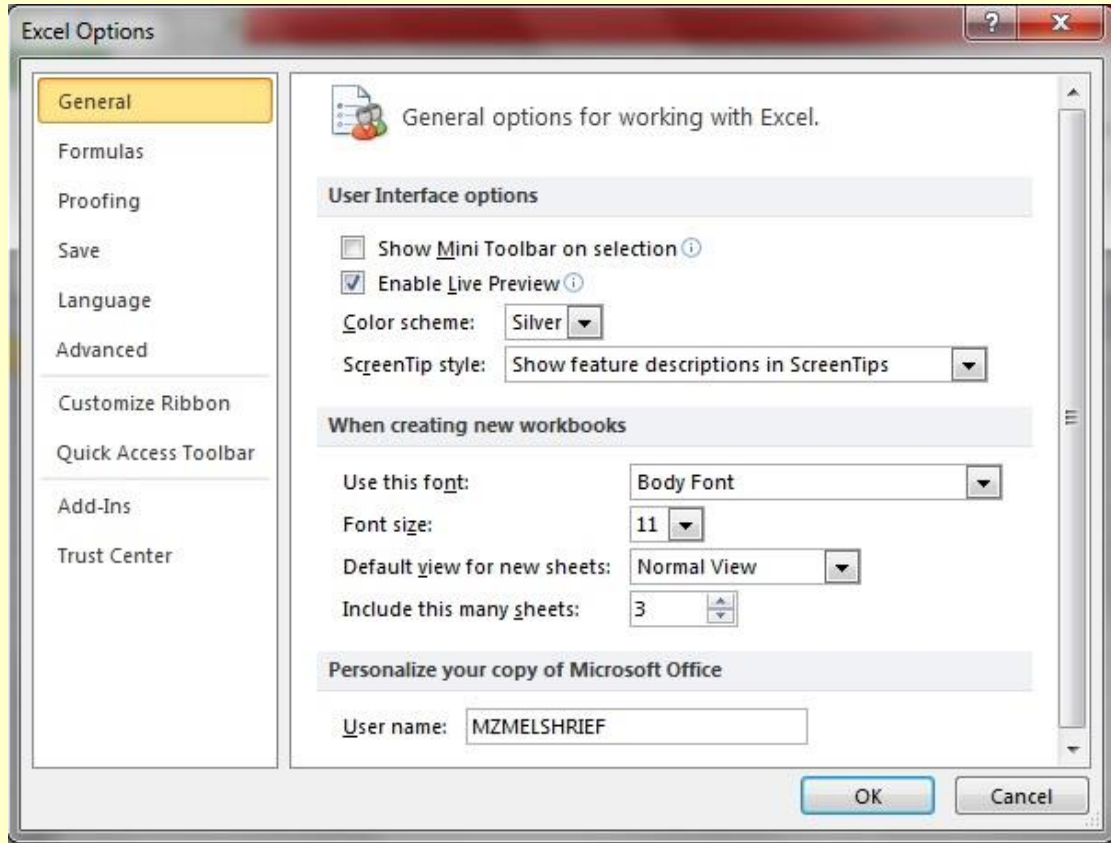 Excel Options
General
Formulas
Proofing
Save
Language
Advanced
Customize Ribbon
Quick Access Toolbar
Add-Ins
Trust Center
General options for working with Excel.
User Interface options
Show Mini Toolbar on selection
Enable Live Preview
Color scheme: Silver
ScreenTip style: Show feature descriptions in ScreenTips
When creating new workbooks
Use this font: Body Font
Font size: 11
Default view for new sheets: Normal View
Include this many sheets: 3
Personalize your copy of Microsoft Office
User name: MZMELSHRIEF
OK Cancel